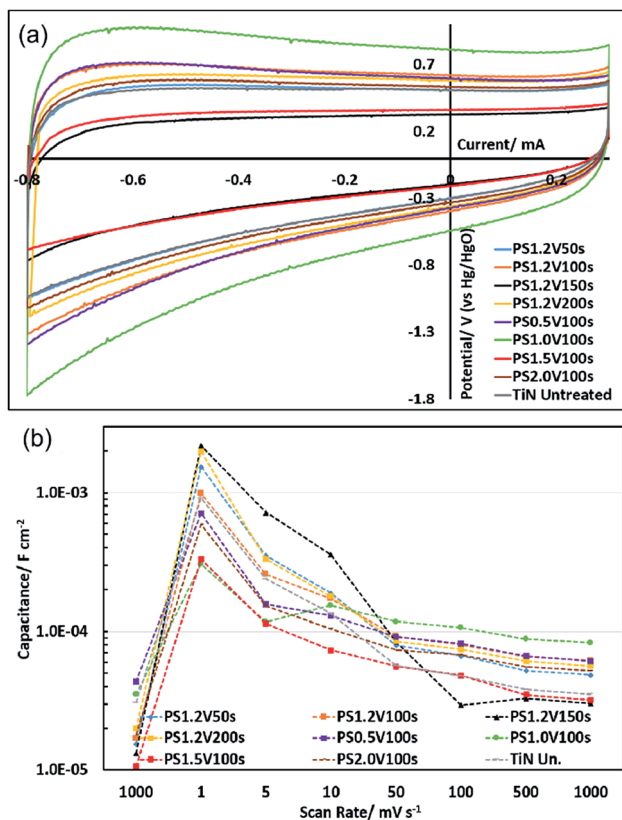 (a)
0.7
0.2
Current/ mA
-0.8 -0.6 -0.4 -0.2 0 0.2
-0.3
-0.8
-1.3
-1.8
Potential/ V (vs Hg/HgO)
PS1.2V50s
PS1.2V100s
PS1.2V150s
PS1.2V200s
PS0.5V100s
PS1.0V100s
PS1.5V100s
PS2.0V100s
TiN Untreated
(b)
Capacitance/ F cm-2
1.0E-03
1.0E-04
1.0E-05
PS1.2V50s PS1.2V100s PS1.2V150s
PS1.2V200s PS0.5V100s PS1.0V100s
PS1.5V100s PS2.0V100s TiN Un.
1000 1 5 10 50 100 500 1000
Scan Rate/ mV s-1